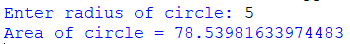 Enter radius of circle: 5
Area of circle = 78.53981633974483